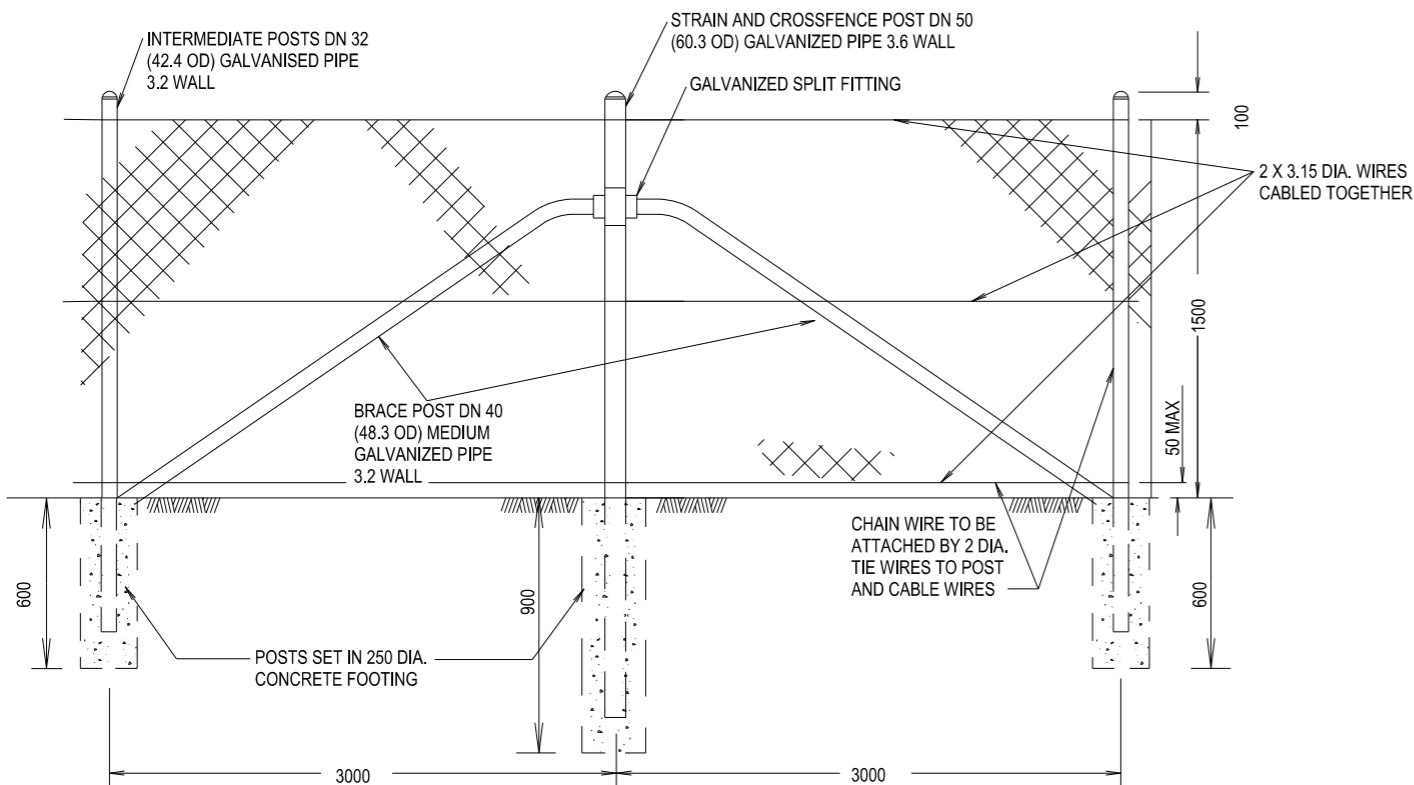 INTERMEDIATE POSTS DN 32
(42.4 OD) GALVANISED PIPE
3.2 WALL
STRAIN AND CROSSFENCE POST DN 50
(60.3 OD) GALVANIZED PIPE 3.6 WALL
GALVANIZED SPLIT FITTING
100
2 X 3.15 DIA. WIRES
CABLED TOGETHER
1500
BRACE POST DN 40
(48.3 OD) MEDIUM
GALVANIZED PIPE
3.2 WALL
50 MAX
CHAIN WIRE TO BE
ATTACHED BY 2 DIA.
TIE WIRES TO POST
AND CABLE WIRES
600
900
600
POSTS SET IN 250 DIA.
CONCRETE FOOTING
3000
3000